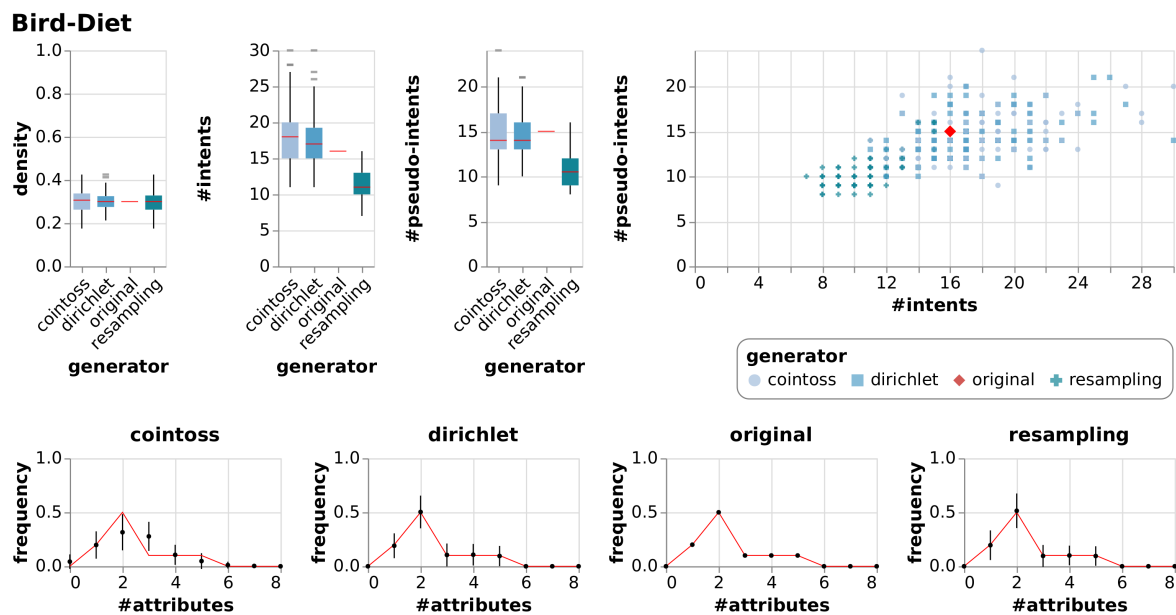 Bird-Diet
density
1.0
0.8
0.6
0.4
0.2
0.0
cointoss
dirichlet
original
resampling
generator
#intents
30
25
20
15
10
5
0
cointoss
dirichlet
original
resampling
generator
#pseudo-intents
20
15
10
5
0
cointoss
dirichlet
original
resampling
generator
#pseudo-intents
20
15
10
5
0
0 4 8 12 16 20 24 28
#intents
generator
cointoss dirichlet original resampling
cointoss
frequency
1.0
0.5
0.0
0 2 4 6 8
#attributes
dirichlet
frequency
1.0
0.5
0.0
0 2 4 6 8
#attributes
original
frequency
1.0
0.5
0.0
0 2 4 6 8
#attributes
resampling
frequency
1.0
0.5
0.0
0 2 4 6 8
#attributes